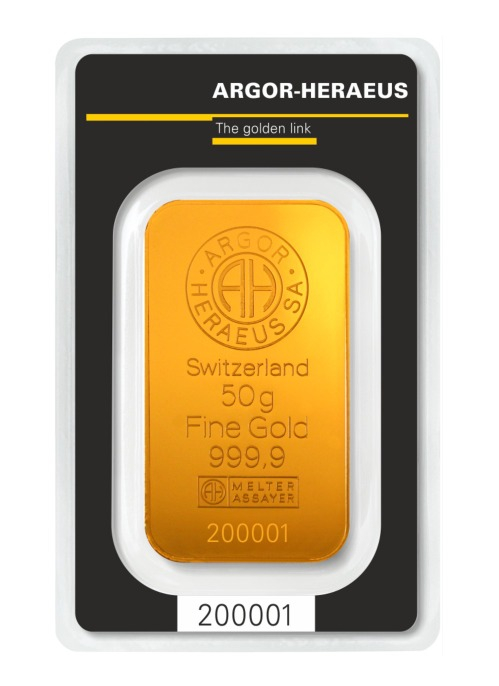 ARGOR-HERAEUS
The golden link
· ARGOR ·
HERAEUS SA
AH
Switzerland
50g
Fine Gold
999,9
AH MELTER
ASSAYER
200001
200001